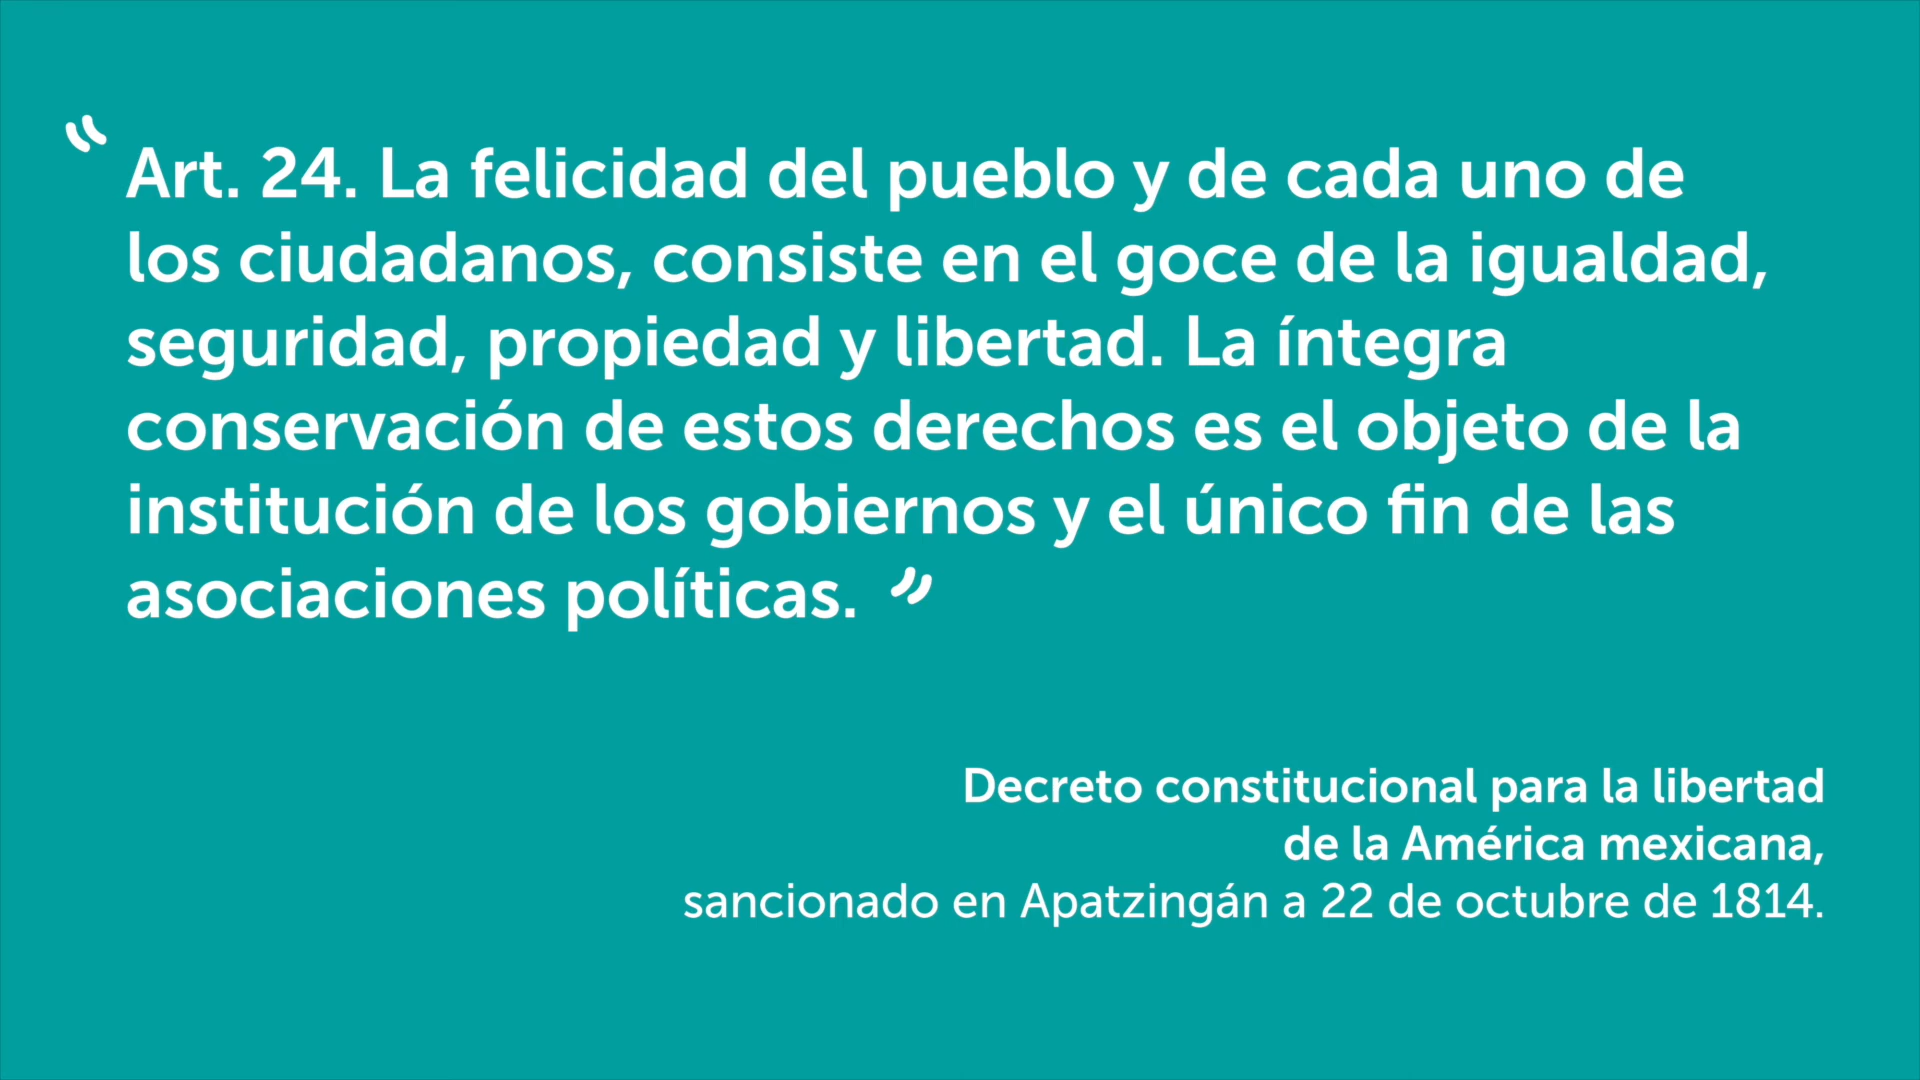 “Art. 24. La felicidad del pueblo y de cada uno de
los ciudadanos, consiste en el goce de la igualdad,
seguridad, propiedad y libertad. La íntegra
conservación de estos derechos es el objeto de la
institución de los gobiernos y el único fin de las
asociaciones políticas.”
Decreto constitucional para la libertad
de la América mexicana,
sancionado en Apatzingán a 22 de octubre de 1814.